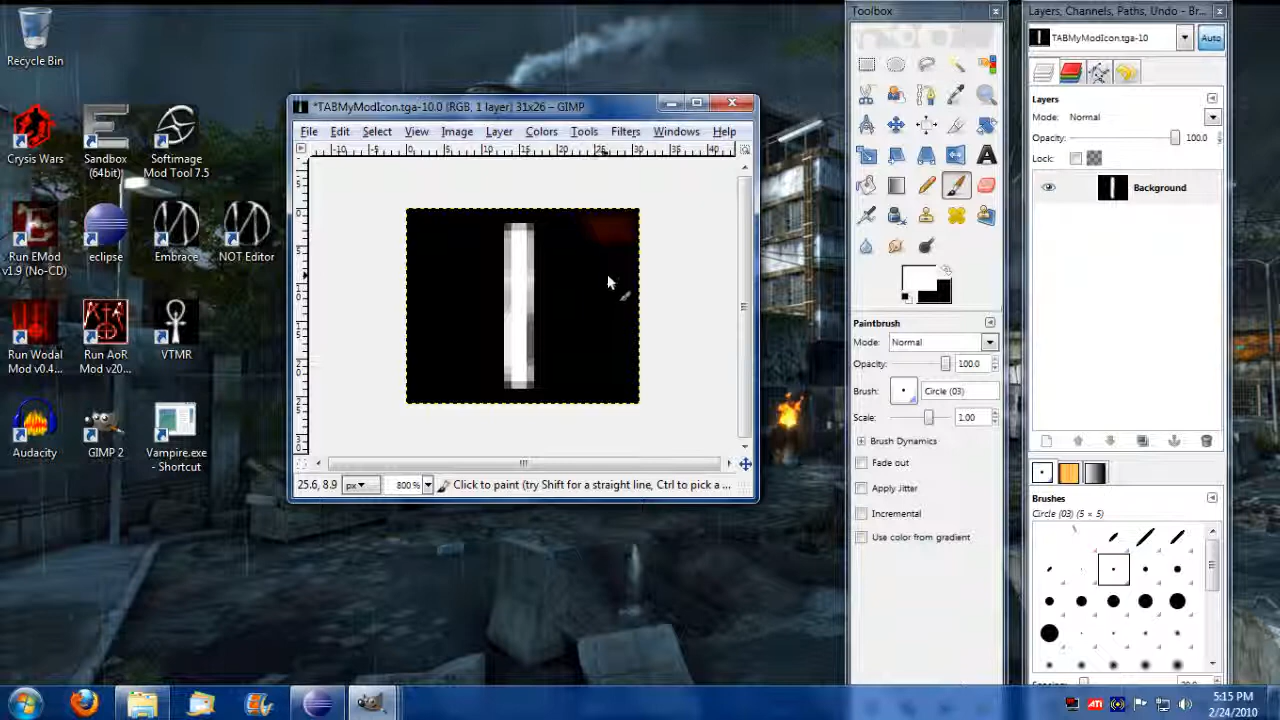 Recycle Bin
Crysis Wars
Sandbox
(64bit)
Softimage
Mod Tool 7.5
Run EMod
v1.9 (No-CD)
eclipse
Embrace
NOT Editor
Run Wodal
Mod v0.4...
Run AoR
Mod v20...
VTMR
Audacity
GIMP 2
Vampire.exe
- Shortcut
*TABMyModIcon.tga-10.0 (RGB, 1 layer) 31x26 – GIMP
File Edit Select View Image Layer Colors Tools Filters Windows Help
25.6, 8.9 px 800% Click to paint (try Shift for a straight line, Ctrl to pick a ...
Toolbox
Paintbrush
Mode: Normal
Opacity: 100.0
Brush: Circle (03)
Scale: 1.00
Brush Dynamics
Fade out
Apply Jitter
Incremental
Use color from gradient
Layers, Channels, Paths, Undo - Br...
TABMyModIcon.tga-10 Auto
Layers
Mode: Normal
Opacity: 100.0
Lock:
Background
Brushes
Circle (03) (5 × 5)
5:15 PM
2/24/2010